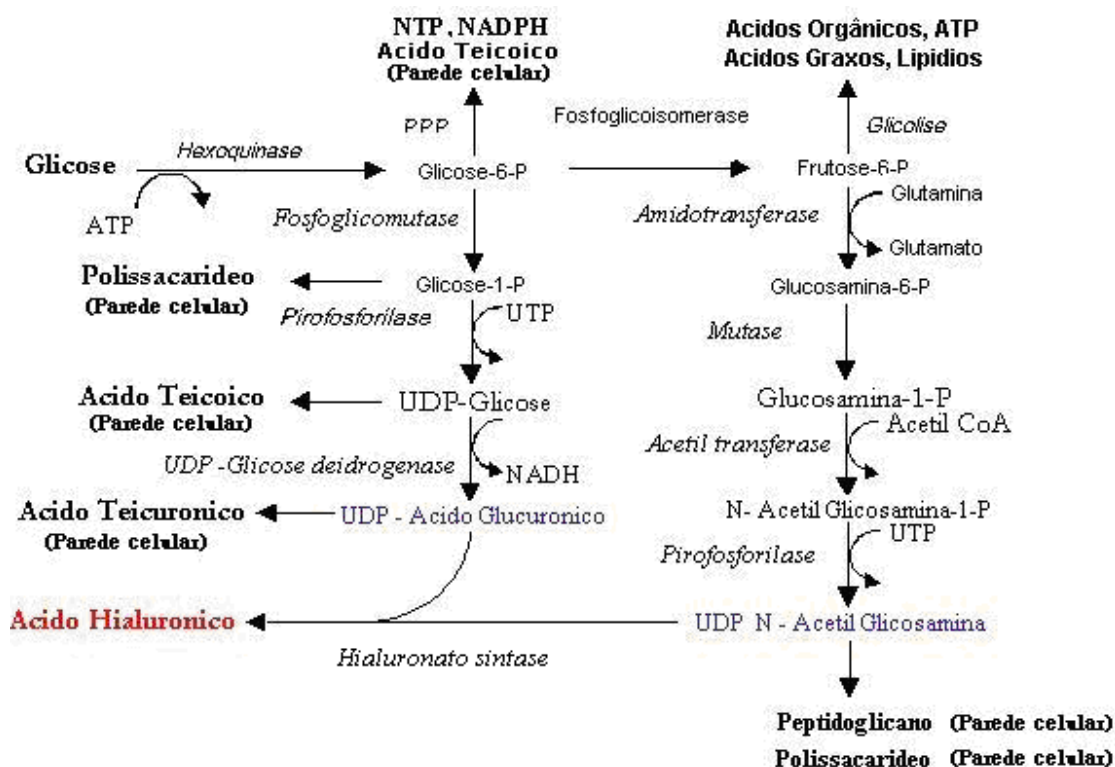 NTP, NADPH
Acido Teicoico
(Parede celular)
Acidos Orgânicos, ATP
Acidos Graxos, Lipidios
PPP
Fosfoglicoisomerase
Glicolise
Glicose
Hexoquinase
Glicose-6-P
Frutose-6-P
ATP
Fosfoglicomutase
Amidotransferase
Glutamina
Glutamato
Polissacarideo
(Parede celular)
Glicose-1-P
Glucosamina-6-P
Pirofosforilase
UTP
Mutase
Acido Teicoico
(Parede celular)
UDP-Glicose
Glucosamina-1-P
Acetil CoA
Acetil transferase
UDP -Glicose deidrogenase
NADH
Acido Teicuronico
(Parede celular)
UDP - Acido Glucuronico
N- Acetil Glicosamina-1-P
UTP
Pirofosforilase
Acido Hialuronico
UDP N - Acetil Glicosamina
Hialuronato sintase
Peptidoglicano (Parede celular)
Polissacarideo (Parede celular)